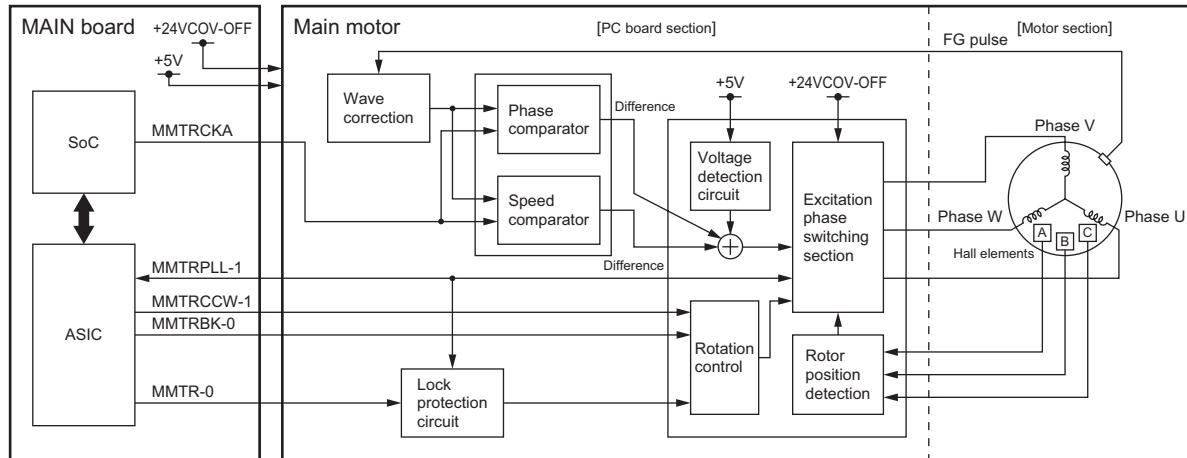 MAIN board
+24VCOV-OFF
+5V
SoC
MMTRCKA
ASIC
MMTRPLL-1
MMTRCCW-1
MMTRBK-0
MMTR-0
Main motor
[PC board section]
[Motor section]
FG pulse
Wave
correction
Phase
comparator
Difference
Speed
comparator
Difference
+5V
+24VCOV-OFF
Voltage
detection
circuit
Excitation
phase
switching
section
Rotation
control
Rotor
position
detection
Lock
protection
circuit
Phase V
Phase W
Phase U
A
B
C
Hall elements